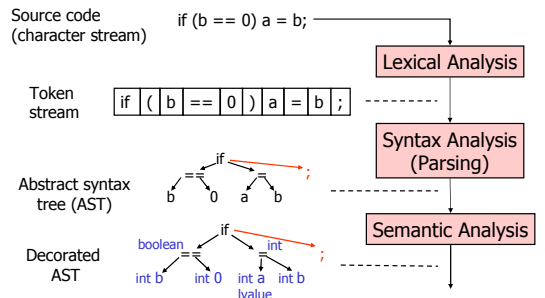 Source code
(character stream)
if (b == 0) a = b;
Lexical Analysis
Token
stream
if ( b == 0 ) a = b ;
Syntax Analysis
(Parsing)
if
== = ;
b 0 a b
Abstract syntax
tree (AST)
Semantic Analysis
if
boolean int
== = ;
Decorated
AST
int b int 0 int a int b
lvalue